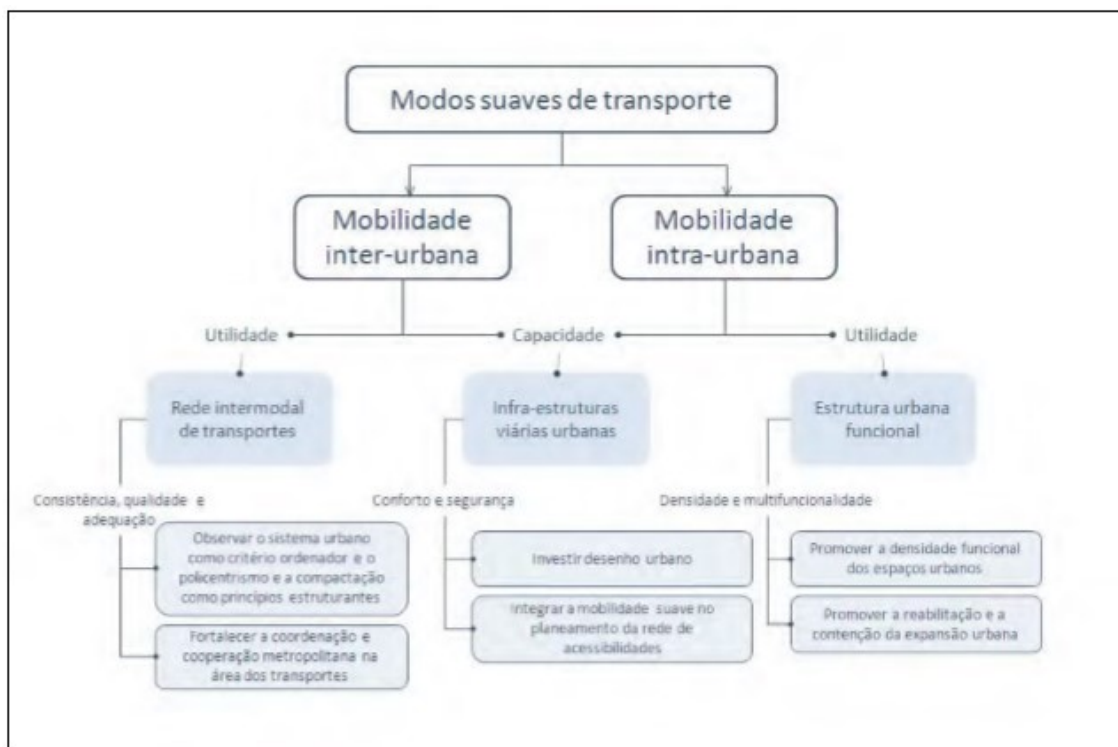 Modos suaves de transporte
Mobilidade
inter-urbana
Mobilidade
intra-urbana
Utilidade
Capacidade
Utilidade
Rede intermodal
de transportes
Infra-estruturas
viárias urbanas
Estrutura urbana
funcional
Consistência, qualidade e
adequação
Observar o sistema urbano
como critério ordenador e o
policentrismo e a compactação
como princípios estruturantes
Fortalecer a coordenação e
cooperação metropolitana na
área dos transportes
Conforto e segurança
Investir desenho urbano
Integrar a mobilidade suave no
planeamento da rede de
acessibilidades
Densidade e multifuncionalidade
Promover a densidade funcional
dos espaços urbanos
Promover a reabilitação e a
contenção da expansão urbana